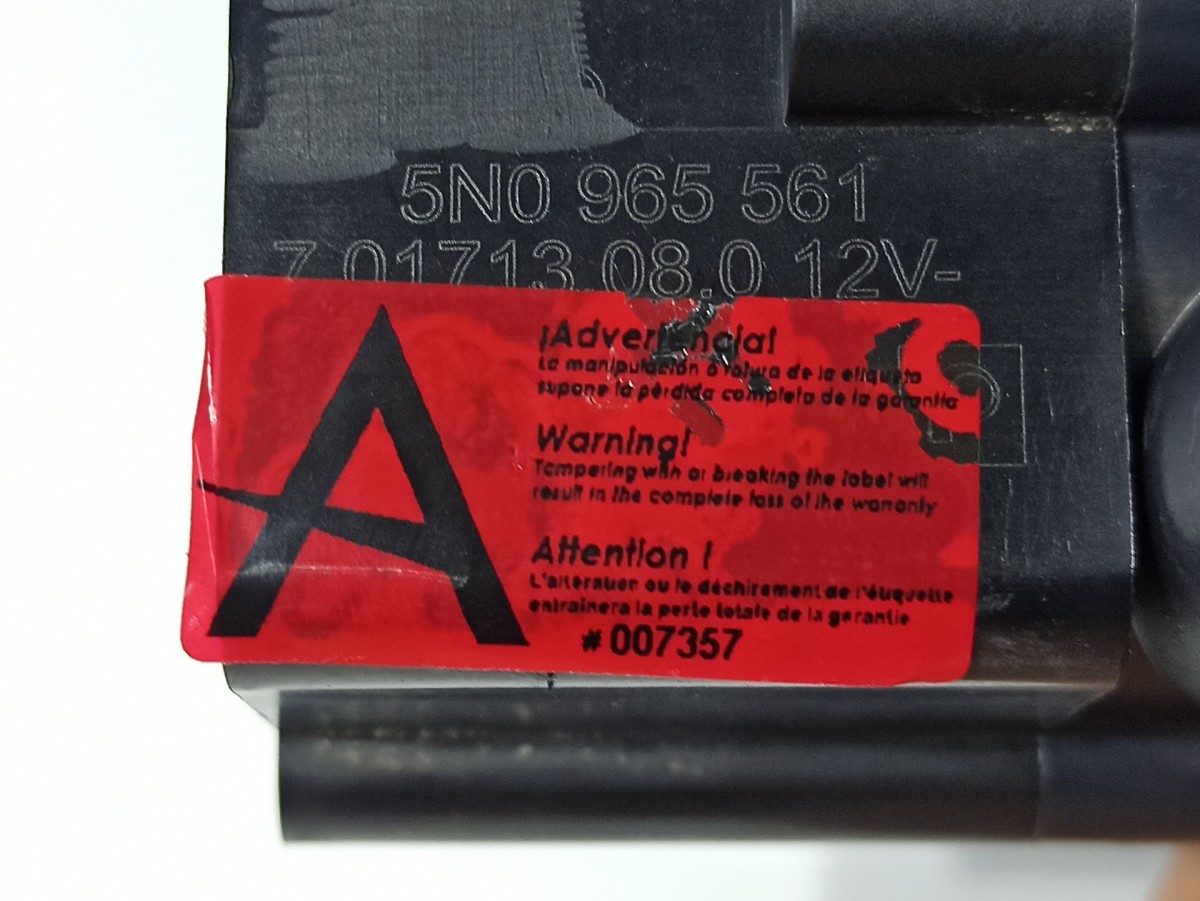 5N0 965 561
7.01713.08.0 12V-
A
¡Advertencia!
La manipulación o rotura de la etiqueta
supone la pérdida completa de la garantía
Warning!
Tampering with or breaking the label will
result in the complete loss of the warranty
Attention !
L'altération ou le déchirement de l'étiquette
entraînera la perte totale de la garantie
#007357